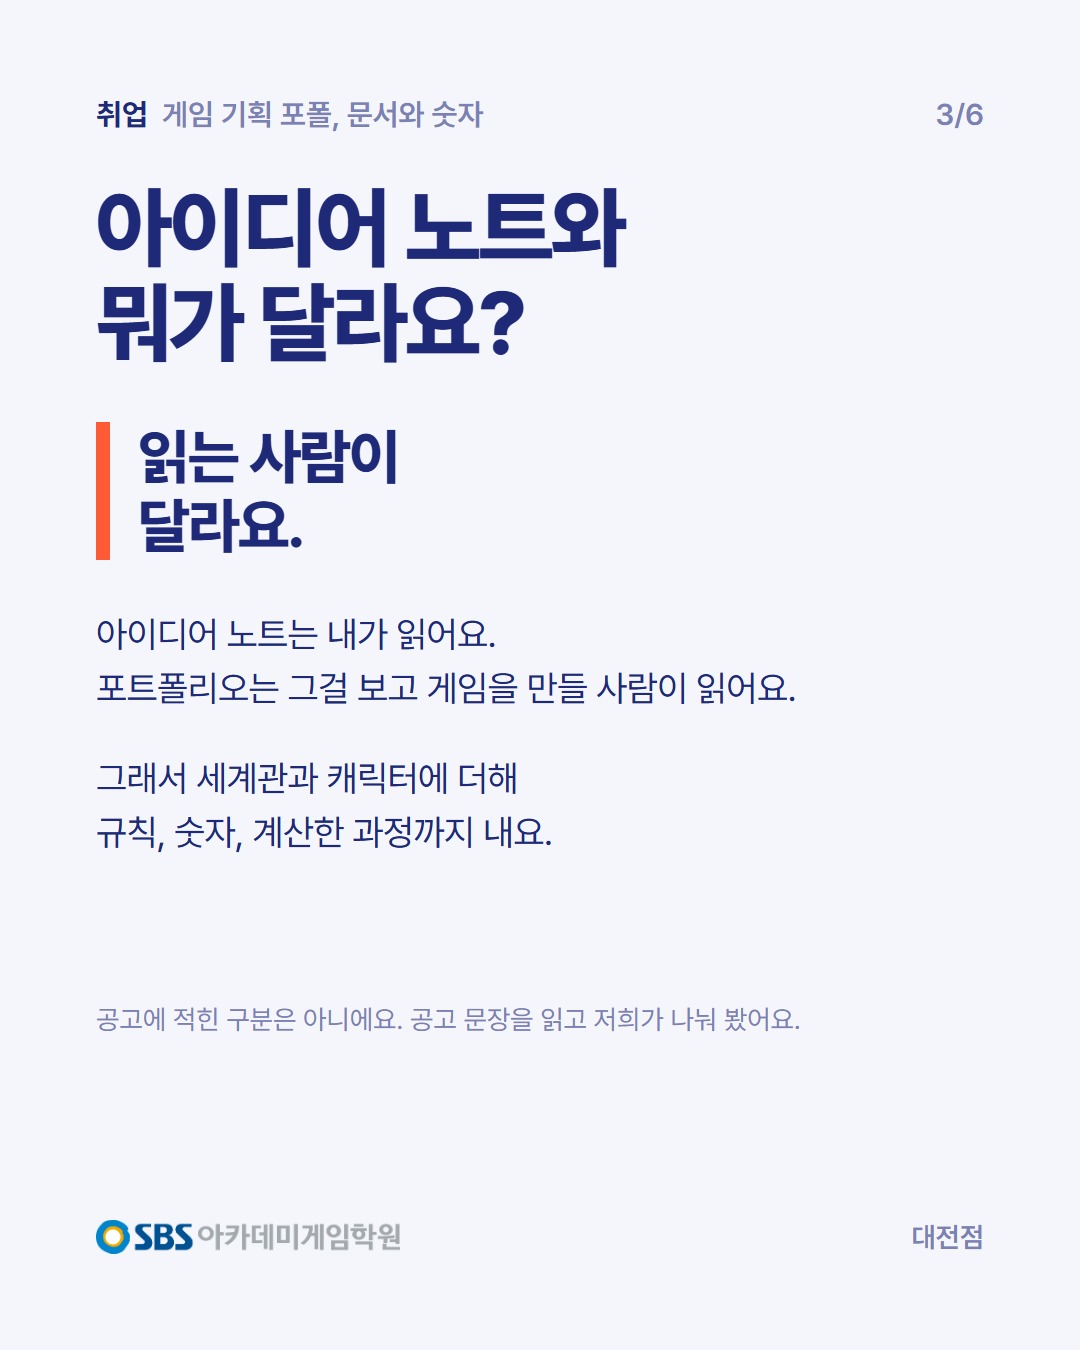 취업 게임 기획 포폴, 문서와 숫자 3/6
아이디어 노트와
뭐가 달라요?
읽는 사람이
달라요.
아이디어 노트는 내가 읽어요.
포트폴리오는 그걸 보고 게임을 만들 사람이 읽어요.
그래서 세계관과 캐릭터에 더해
규칙, 숫자, 계산한 과정까지 내요.
공고에 적힌 구분은 아니에요. 공고 문장을 읽고 저희가 나눠 봤어요.
SBS 아카데미게임학원 대전점